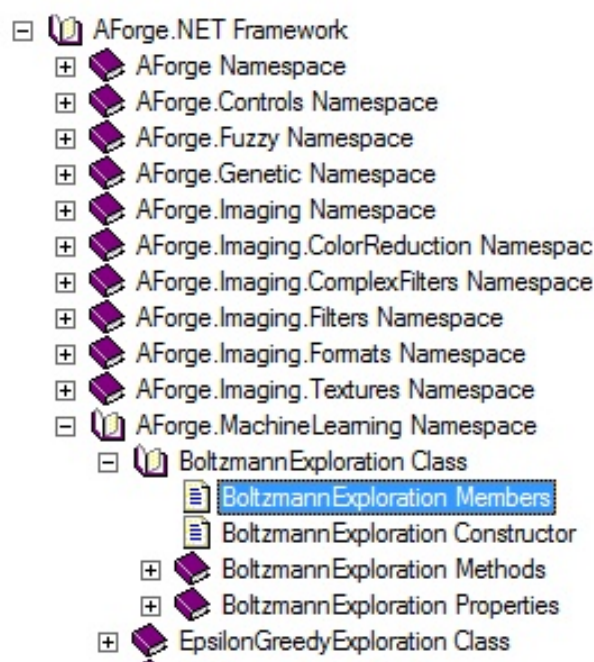 AForge.NET Framework
AForge Namespace
AForge.Controls Namespace
AForge.Fuzzy Namespace
AForge.Genetic Namespace
AForge.Imaging Namespace
AForge.Imaging.ColorReduction Namespac
AForge.Imaging.ComplexFilters Namespace
AForge.Imaging.Filters Namespace
AForge.Imaging.Formats Namespace
AForge.Imaging.Textures Namespace
AForge.MachineLearning Namespace
BoltzmannExploration Class
BoltzmannExploration Members
BoltzmannExploration Constructor
BoltzmannExploration Methods
BoltzmannExploration Properties
EpsilonGreedyExploration Class